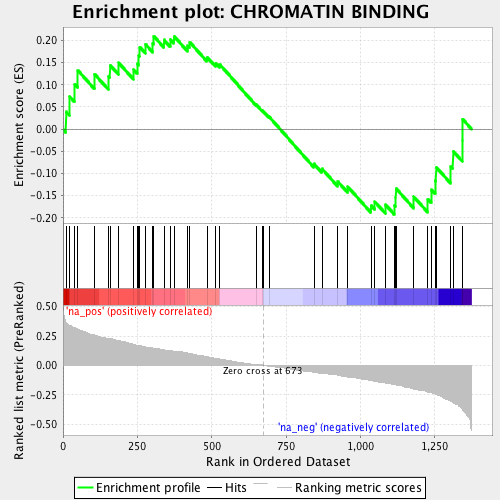 Enrichment plot: CHROMATIN BINDING
Enrichment score (ES)
0.20
0.15
0.10
0.05
0.00
-0.05
-0.10
-0.15
-0.20
'na_pos' (positively correlated)
Ranked list metric (PreRanked)
0.50
0.25
0.00
-0.25
-0.50
Zero cross at 673
'na_neg' (negatively correlated)
0
250
500
750
1,000
1,250
Rank in Ordered Dataset
Enrichment profile
Hits
Ranking metric scores